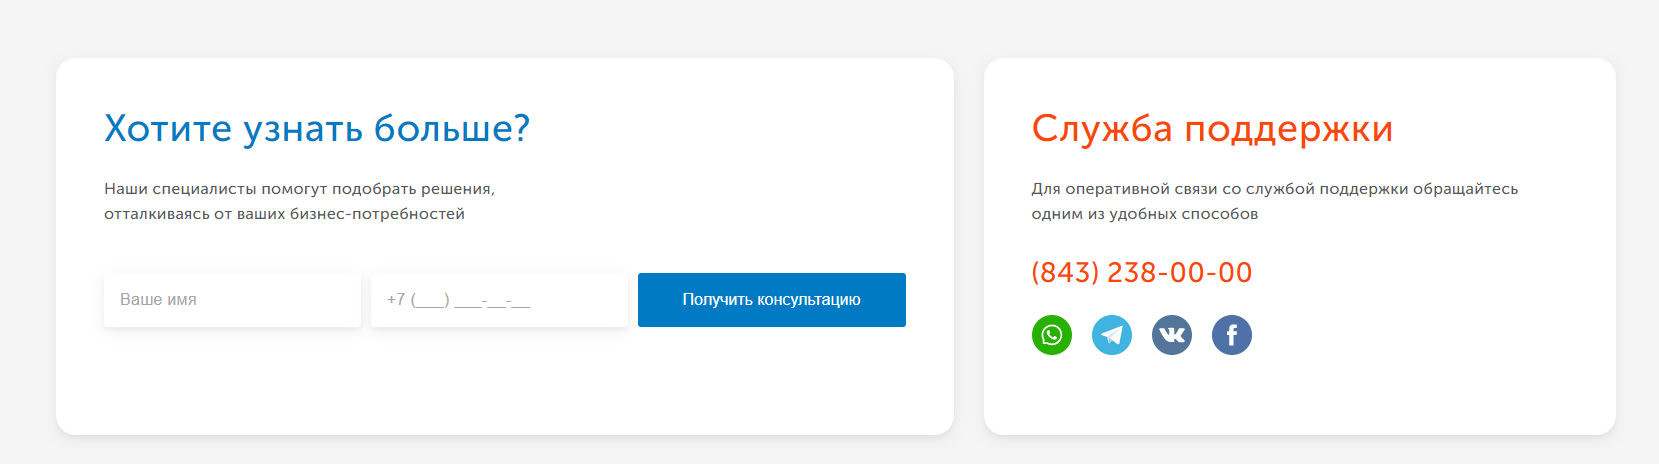 Хотите узнать больше?
Наши специалисты помогут подобрать решения,
отталкиваясь от ваших бизнес-потребностей
Ваше имя
+7 (___) ___-__-__
Получить консультацию
Служба поддержки
Для оперативной связи со службой поддержки обращайтесь
одним из удобных способов
(843) 238-00-00